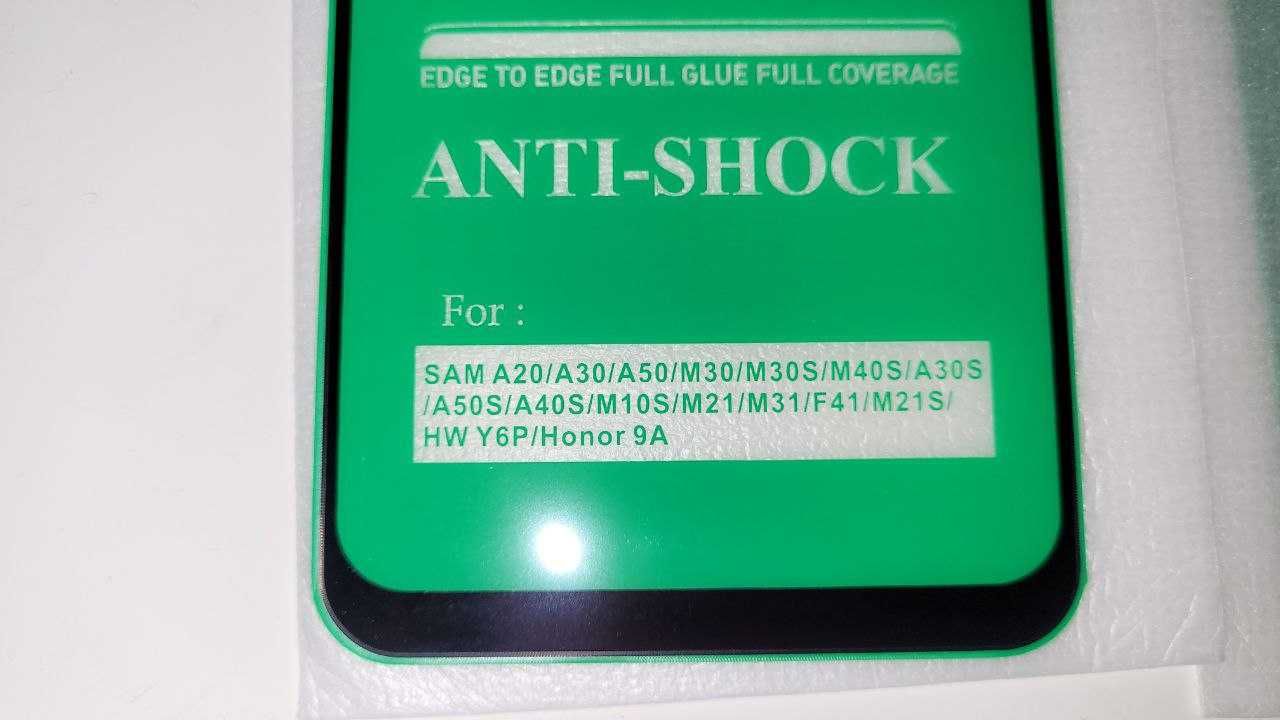 EDGE TO EDGE FULL GLUE FULL COVERAGE
ANTI-SHOCK
For :
SAM A20/A30/A50/M30/M30S/M40S/A30S
/A50S/A40S/M10S/M21/M31/F41/M21S/
HW Y6P/Honor 9A